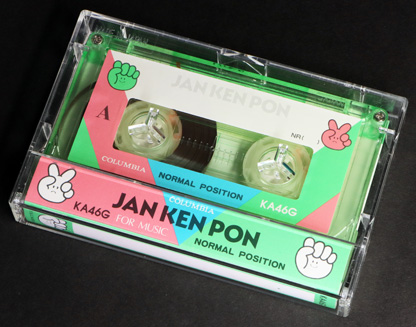 JAN KEN PON
A
NR
COLUMBIA
NORMAL POSITION
KA46G
COLUMBIA
JAN KEN PON
KA46G
FOR MUSIC
NORMAL POSITION